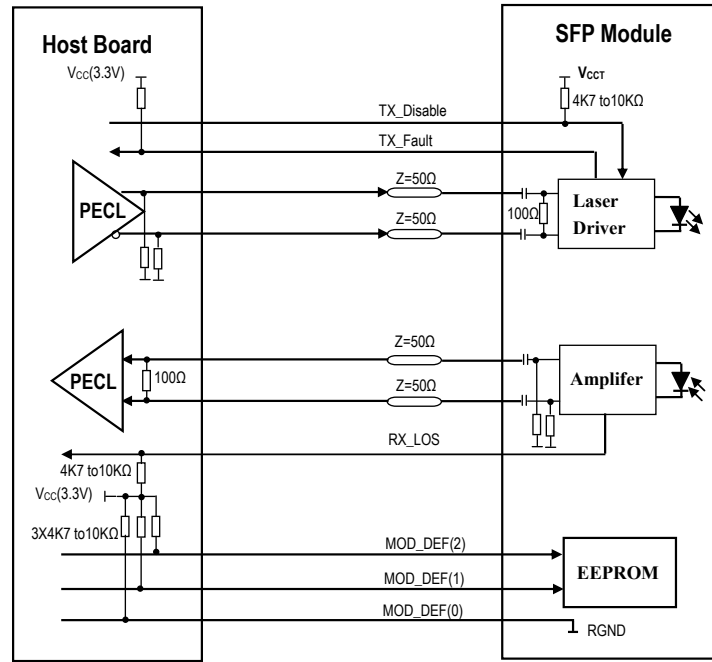 Host Board
SFP Module
VCC(3.3V)
VCCT
4K7 to10KΩ
TX_Disable
TX_Fault
PECL
Z=50Ω
Z=50Ω
100Ω
Laser
Driver
PECL
100Ω
Z=50Ω
Z=50Ω
Amplifer
RX_LOS
4K7 to10KΩ
VCC(3.3V)
3X4K7 to10KΩ
MOD_DEF(2)
MOD_DEF(1)
MOD_DEF(0)
EEPROM
RGND